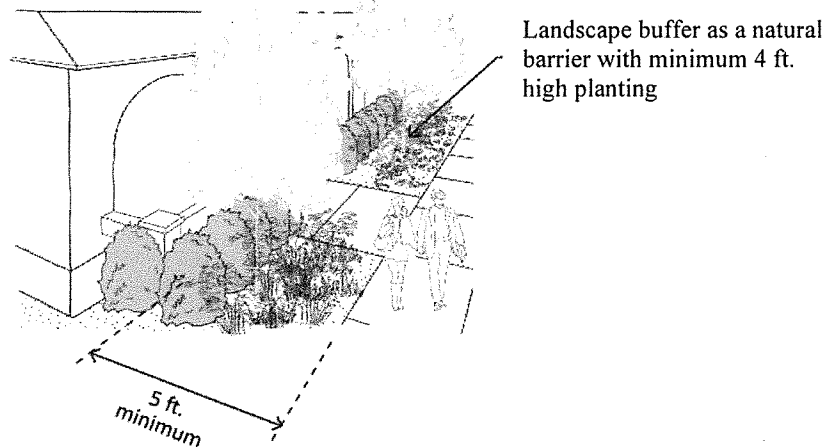 Landscape buffer as a natural
barrier with minimum 4 ft.
high planting
5 ft.
minimum